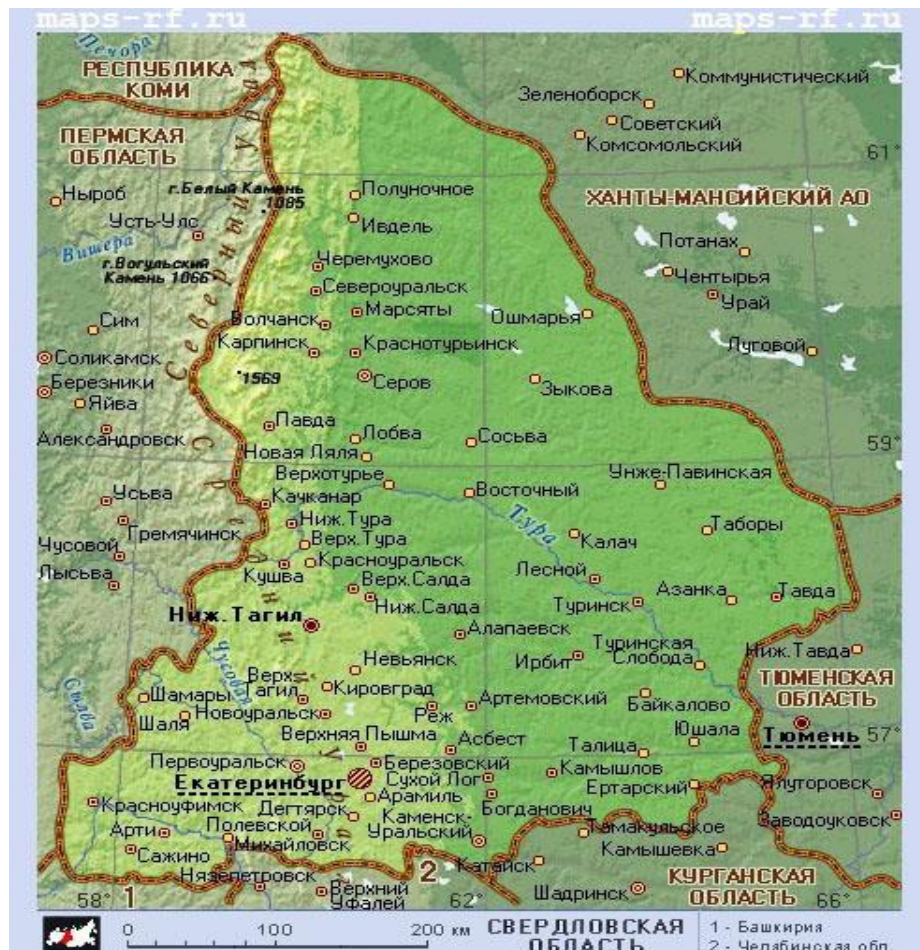 maps-rf.ru maps-rf.ru
Печора
РЕСПУБЛИКА
КОМИ
Коммунистический
Зеленоборск
Советский
Комсомольский
ПЕРМСКАЯ
ОБЛАСТЬ
61°
Северный Урал
Ныроб
г.Белый Камень
1085
Полуночное
ХАНТЫ-МАНСИЙСКИЙ АО
Усть-Улс
Ивдель
Вишера
г.Вогульский
Камень 1066
Черемухово
Потанах
Чентырья
Североуральск
Урай
Марсяты
Ошмарья
Сим
Волчанск
Карпинск
Краснотурьинск
Луговой
Соликамск
1569
Серов
Березники
Зыкова
Яйва
Павда
Александровск
Лобва
Сосьва
59°
Новая Ляля
Унже-Павинская
Верхотурье
Восточный
Усьва
Качканар
Средний Урал
Тура
Гремячинск
Ниж.Тура
Таборы
Верх.Тура
Калач
Чусовой
Красноуральск
Лысьва
Кушва
Верх.Салда
Лесной
Азанка
Тавда
Ниж.Салда
Туринск
Ниж.Тагил
Алапаевск
Чусовая
Туринская
Слобода
Ниж.Тавда
Невьянск
Ирбит
Сылва
Верх.
Тагил
Кировград
ТЮМЕНСКАЯ
ОБЛАСТЬ
Шамары
Шаля
Новоуральск
Реж
Артемовский
Байкалово
Верхняя Пышма
Асбест
Юшала
Тюмень 57°
Талица
Первоуральск
Березовский
Камышлов
Екатеринбург
Сухой Лог
Ертарский
Ялуторовск
Красноуфимск
Дегтярск
Арамиль
Богданович
Заводоуковск
Арти
Полевской
Каменск-
Уральский
Тамакульское
Михайловск
Сажино
Камышевка
Нязепетровск
Катайск
2
КУРГАНСКАЯ
ОБЛАСТЬ
58° 1
Верхний
Уфалей
62°
Шадринск
66°
0 100 200 км
СВЕРДЛОВСКАЯ
ОБЛАСТЬ
1 - Башкирия
2 - Челябинская обл.